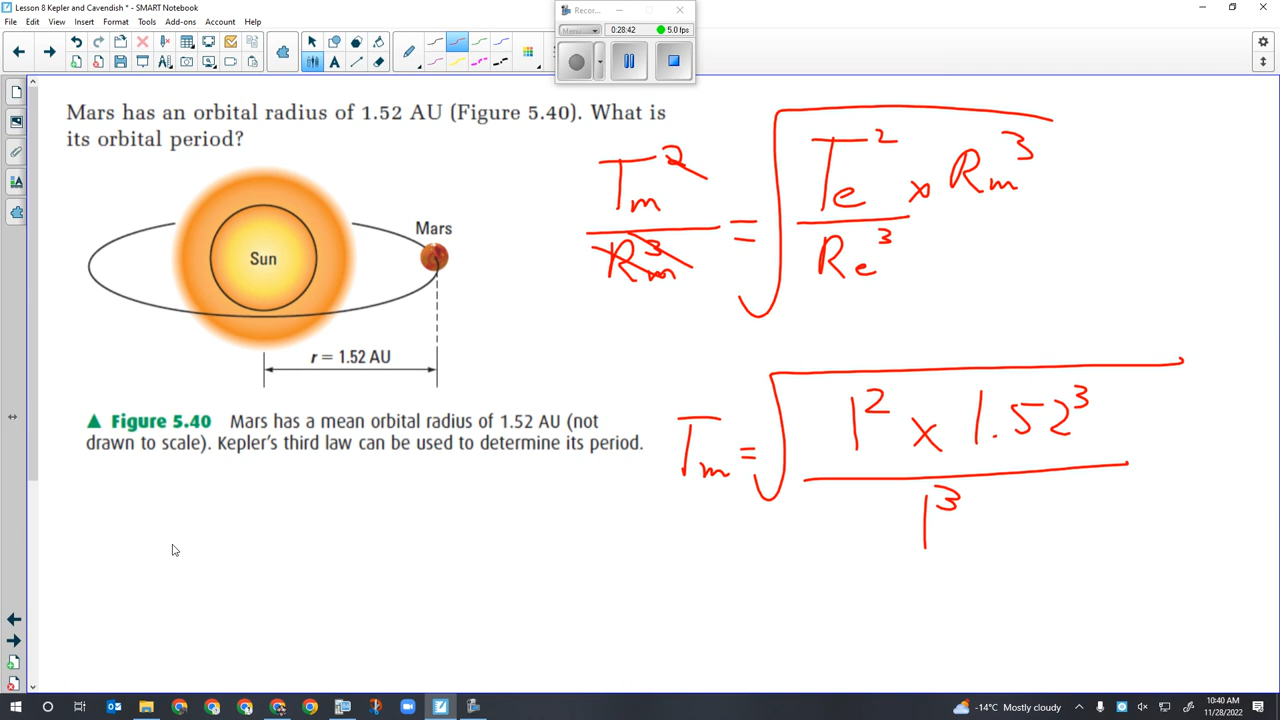 Lesson 8 Kepler and Cavendish * - SMART Notebook
File Edit View Insert Format Tools Add-ons Account Help
Recor...
Menu
0:28:42
5.0 fps
Mars has an orbital radius of 1.52 AU (Figure 5.40). What is
its orbital period?
Sun
Mars
r = 1.52 AU
▲ Figure 5.40 Mars has a mean orbital radius of 1.52 AU (not
drawn to scale). Kepler's third law can be used to determine its period.
Tm² / Rm³ = √(Te² / Re³ × Rm³)
Tm = √(1² × 1.52³ / 1³)
-14°C Mostly cloudy
10:40 AM
11/28/2022